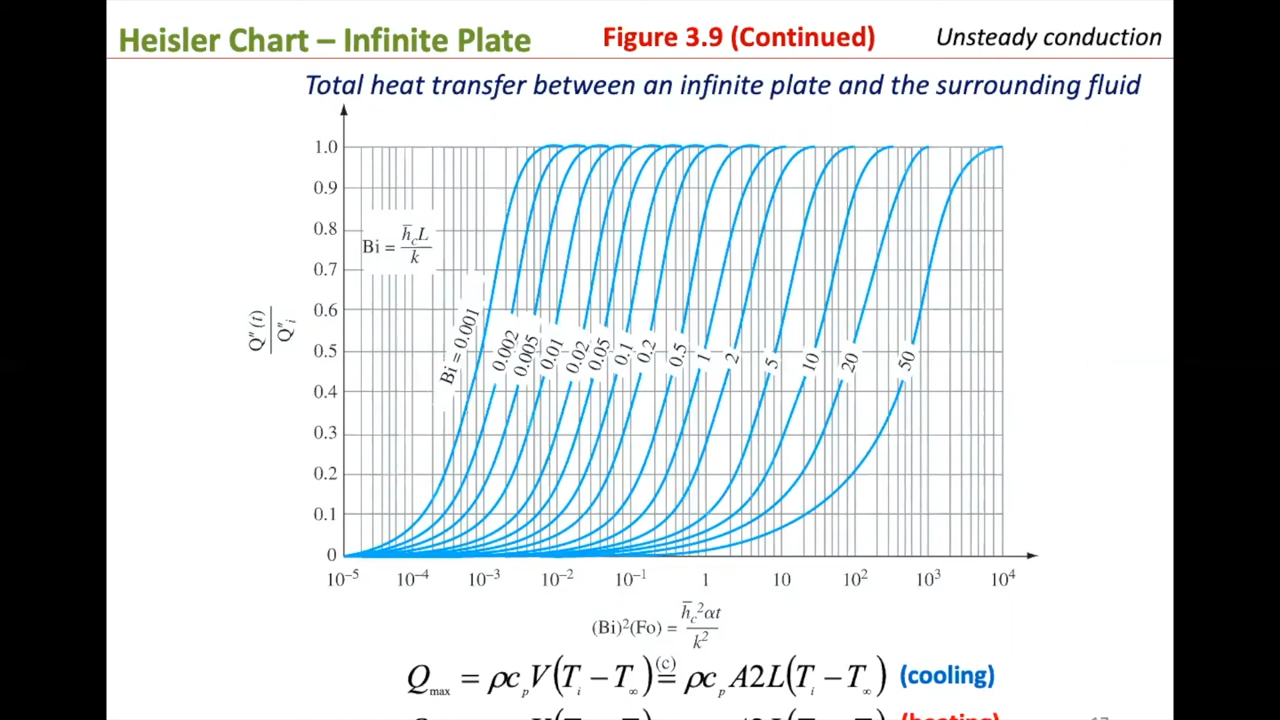 Heisler Chart – Infinite Plate
Figure 3.9 (Continued)
Unsteady conduction
Total heat transfer between an infinite plate and the surrounding fluid
1.0
0.9
0.8
0.7
0.6
0.5
0.4
0.3
0.2
0.1
0
Q″(t) / Q″i
Bi = h̄cL / k
Bi = 0.001
0.002
0.005
0.01
0.02
0.05
0.1
0.2
0.5
1
2
5
10
20
50
10⁻⁵ 10⁻⁴ 10⁻³ 10⁻² 10⁻¹ 1 10 10² 10³ 10⁴
(Bi)²(Fo) = h̄c²αt / k²
Qmax = ρcpV(Ti − T∞) (c) = ρcpA2L(Ti − T∞) (cooling)
(heating)